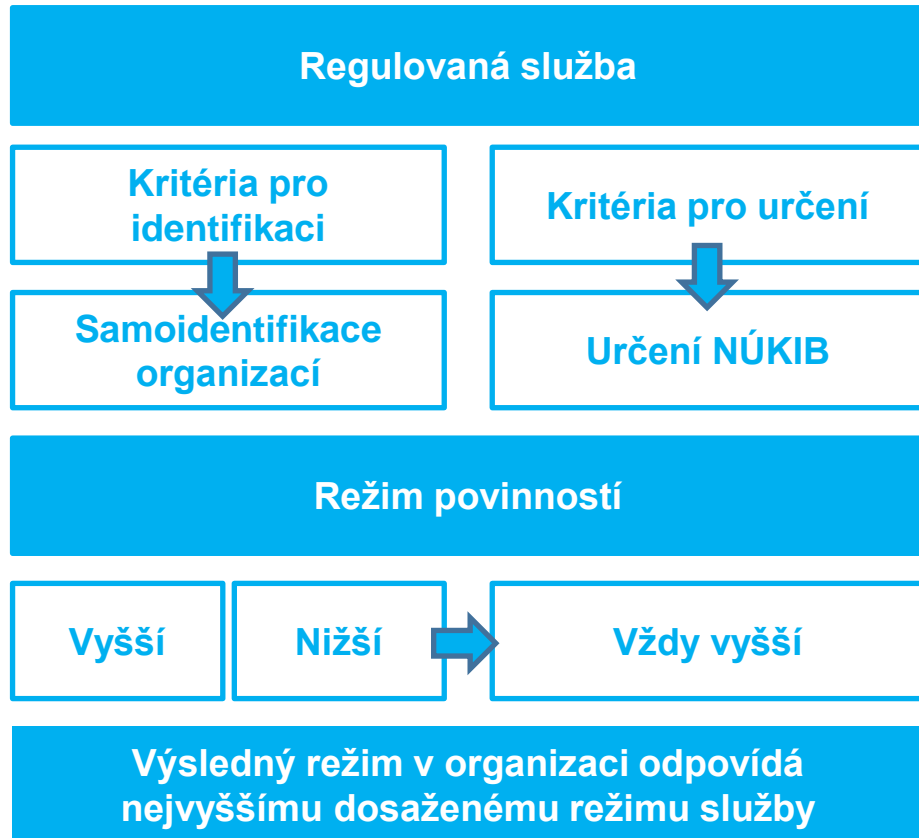 Regulovaná služba
Kritéria pro
identifikaci
Kritéria pro určení
Samoidentifikace
organizací
Určení NÚKIB
Režim povinností
Vyšší
Nižší
Vždy vyšší
Výsledný režim v organizaci odpovídá
nejvyššímu dosaženému režimu služby